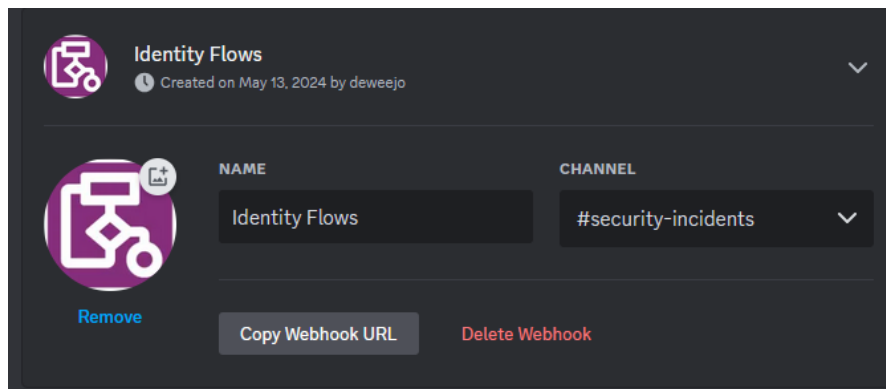 Identity Flows
Created on May 13, 2024 by deweejo
NAME
CHANNEL
Identity Flows
#security-incidents
Remove
Copy Webhook URL
Delete Webhook